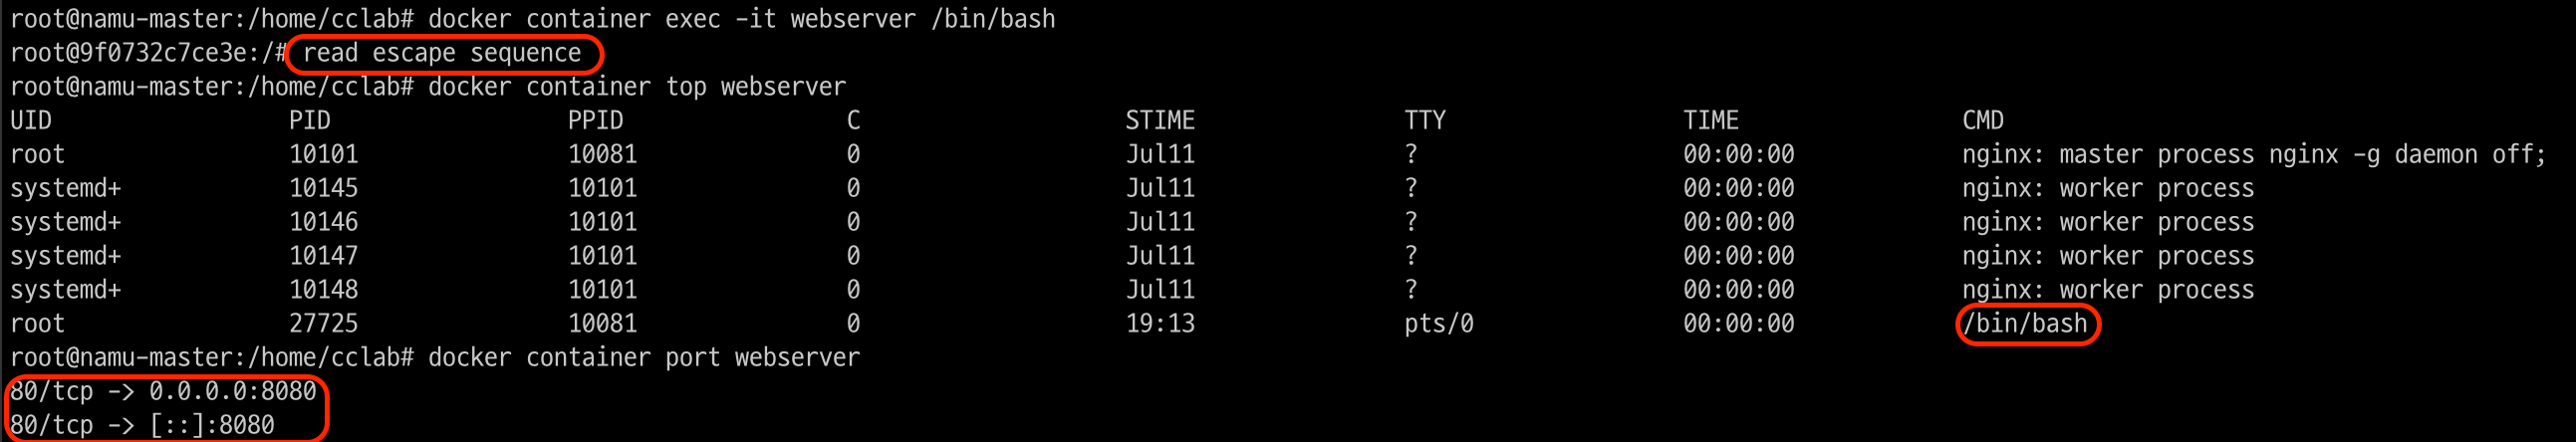 root@namu-master:/home/cclab# docker container exec -it webserver /bin/bash
root@9f0732c7ce3e:/# read escape sequence
root@namu-master:/home/cclab# docker container top webserver
UID PID PPID C STIME TTY TIME CMD
root 10101 10081 0 Jul11 ? 00:00:00 nginx: master process nginx -g daemon off;
systemd+ 10145 10101 0 Jul11 ? 00:00:00 nginx: worker process
systemd+ 10146 10101 0 Jul11 ? 00:00:00 nginx: worker process
systemd+ 10147 10101 0 Jul11 ? 00:00:00 nginx: worker process
systemd+ 10148 10101 0 Jul11 ? 00:00:00 nginx: worker process
root 27725 10081 0 19:13 pts/0 00:00:00 /bin/bash
root@namu-master:/home/cclab# docker container port webserver
80/tcp -> 0.0.0.0:8080
80/tcp -> [::]:8080